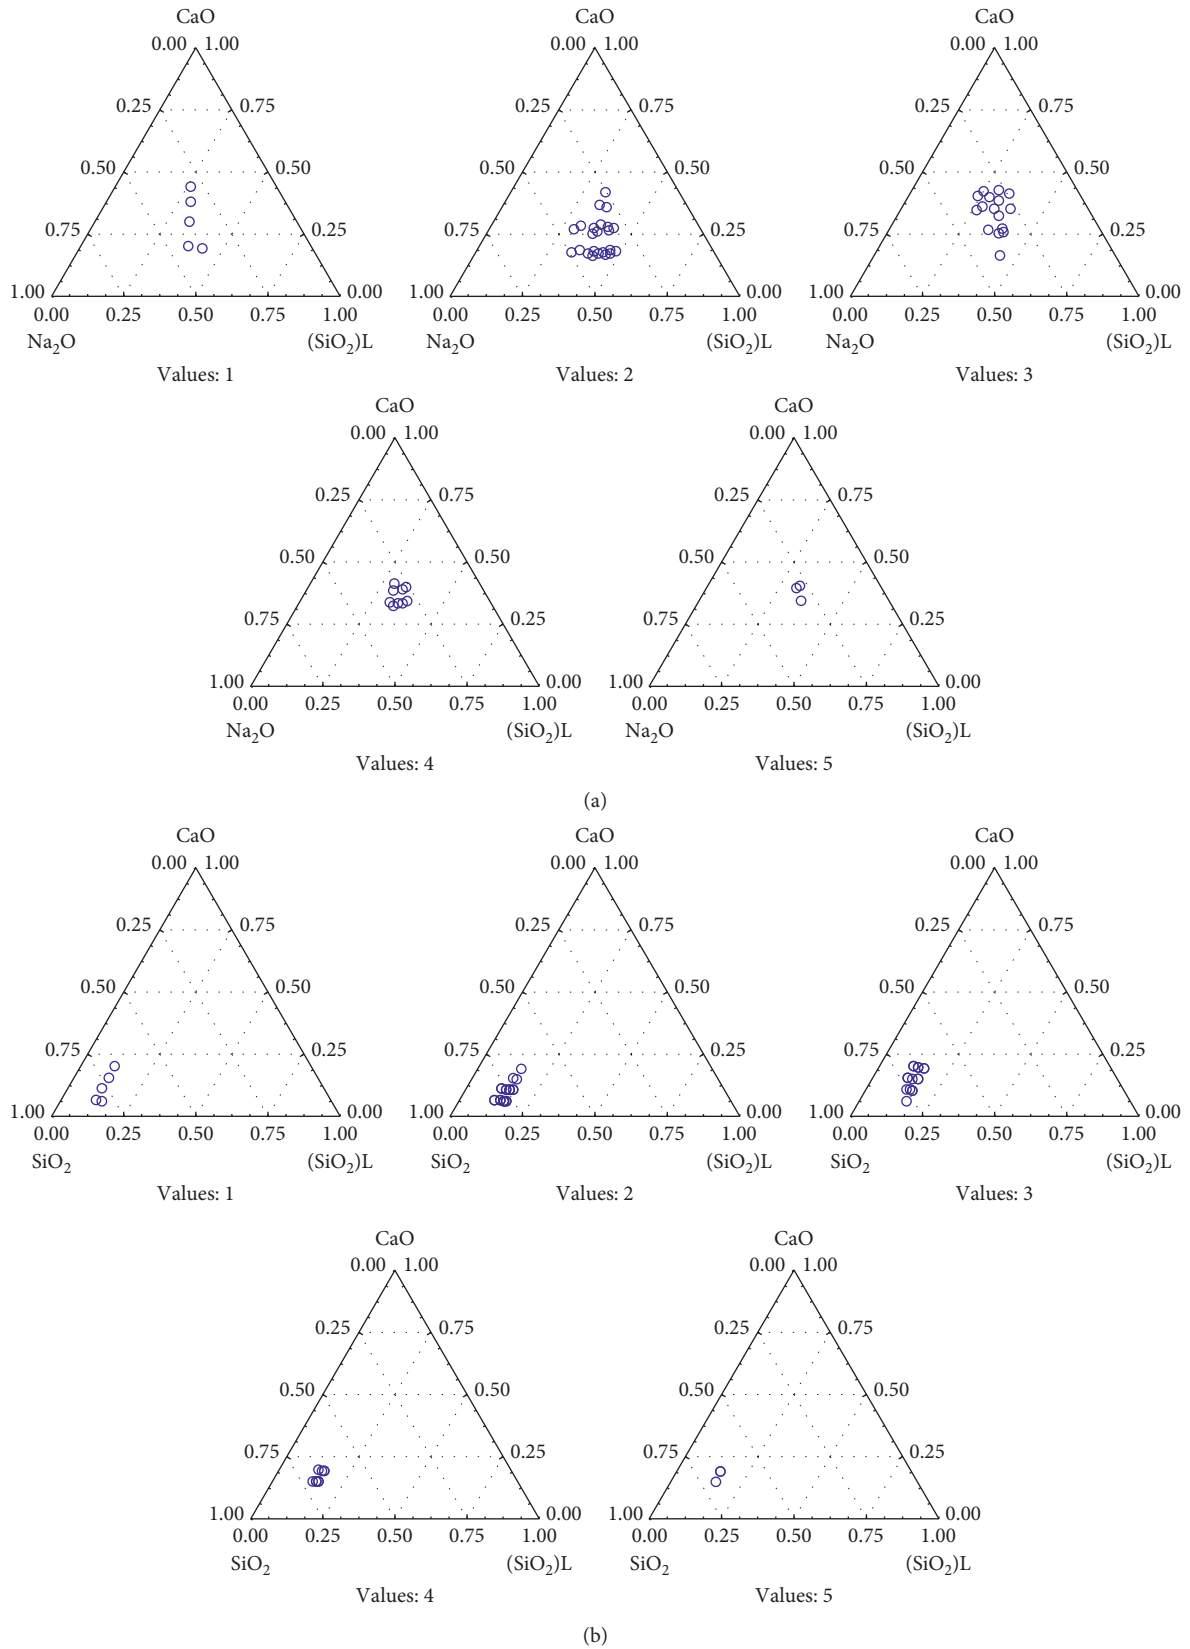 CaO CaO CaO
0.00 1.00 0.00 1.00 0.00 1.00
0.25 0.75 0.25 0.75 0.25 0.75
0.50 0.50 0.50 0.50 0.50 0.50
0.75 0.25 0.75 0.25 0.75 0.25
1.00 0.00 1.00 0.00 1.00 0.00
0.00 0.25 0.50 0.75 1.00 0.00 0.25 0.50 0.75 1.00 0.00 0.25 0.50 0.75 1.00
Na₂O (SiO₂)L Na₂O (SiO₂)L Na₂O (SiO₂)L
Values: 1 Values: 2 Values: 3
CaO CaO
0.00 1.00 0.00 1.00
0.25 0.75 0.25 0.75
0.50 0.50 0.50 0.50
0.75 0.25 0.75 0.25
1.00 0.00 1.00 0.00
0.00 0.25 0.50 0.75 1.00 0.00 0.25 0.50 0.75 1.00
Na₂O (SiO₂)L Na₂O (SiO₂)L
Values: 4 Values: 5
(a)
CaO CaO CaO
0.00 1.00 0.00 1.00 0.00 1.00
0.25 0.75 0.25 0.75 0.25 0.75
0.50 0.50 0.50 0.50 0.50 0.50
0.75 0.25 0.75 0.25 0.75 0.25
1.00 0.00 1.00 0.00 1.00 0.00
0.00 0.25 0.50 0.75 1.00 0.00 0.25 0.50 0.75 1.00 0.00 0.25 0.50 0.75 1.00
SiO₂ (SiO₂)L SiO₂ (SiO₂)L SiO₂ (SiO₂)L
Values: 1 Values: 2 Values: 3
CaO CaO
0.00 1.00 0.00 1.00
0.25 0.75 0.25 0.75
0.50 0.50 0.50 0.50
0.75 0.25 0.75 0.25
1.00 0.00 1.00 0.00
0.00 0.25 0.50 0.75 1.00 0.00 0.25 0.50 0.75 1.00
SiO₂ (SiO₂)L SiO₂ (SiO₂)L
Values: 4 Values: 5
(b)